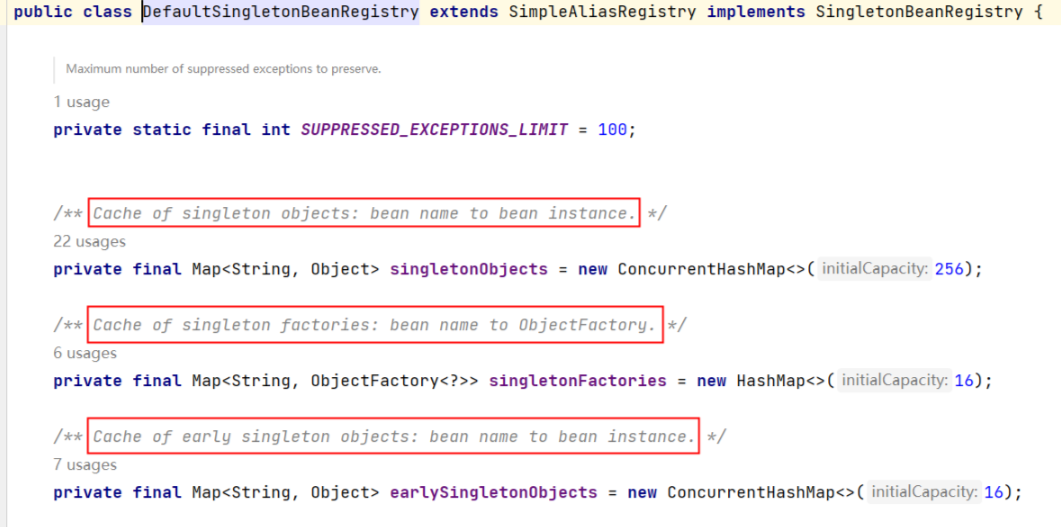 public class DefaultSingletonBeanRegistry extends SimpleAliasRegistry implements SingletonBeanRegistry {
Maximum number of suppressed exceptions to preserve.
1 usage
private static final int SUPPRESSED_EXCEPTIONS_LIMIT = 100;
/** Cache of singleton objects: bean name to bean instance. */
22 usages
private final Map<String, Object> singletonObjects = new ConcurrentHashMap<>( initialCapacity: 256);
/** Cache of singleton factories: bean name to ObjectFactory. */
6 usages
private final Map<String, ObjectFactory<?>> singletonFactories = new HashMap<>( initialCapacity: 16);
/** Cache of early singleton objects: bean name to bean instance. */
7 usages
private final Map<String, Object> earlySingletonObjects = new ConcurrentHashMap<>( initialCapacity: 16);